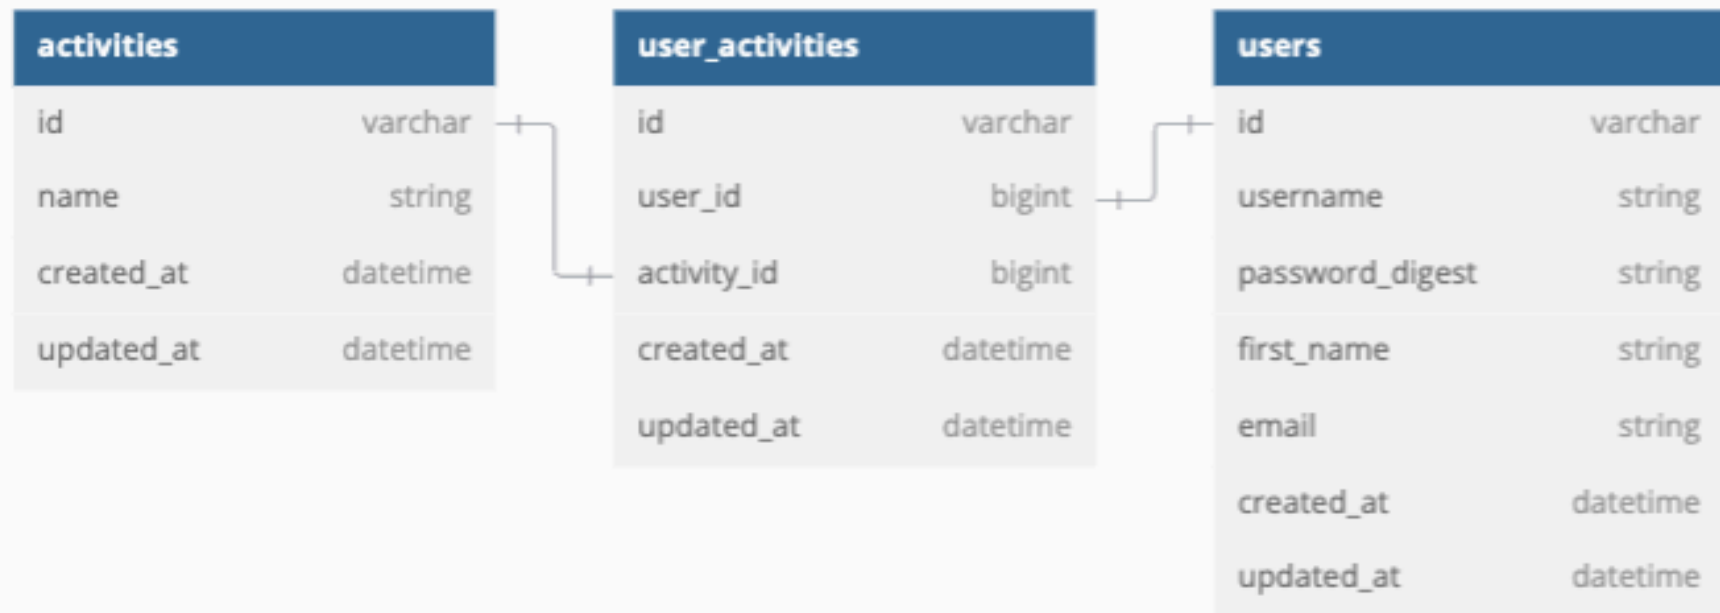 activities
id varchar
name string
created_at datetime
updated_at datetime
user_activities
id varchar
user_id bigint
activity_id bigint
created_at datetime
updated_at datetime
users
id varchar
username string
password_digest string
first_name string
email string
created_at datetime
updated_at datetime